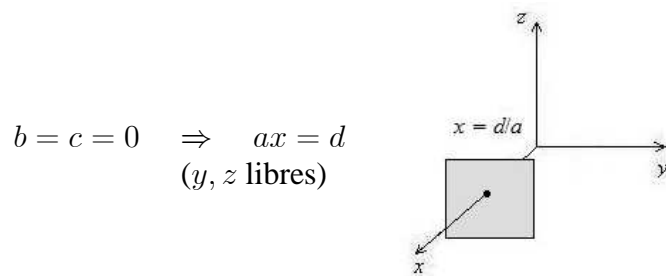 b = c = 0 ⇒ ax = d
(y, z libres)
z
x = d/a
y
x